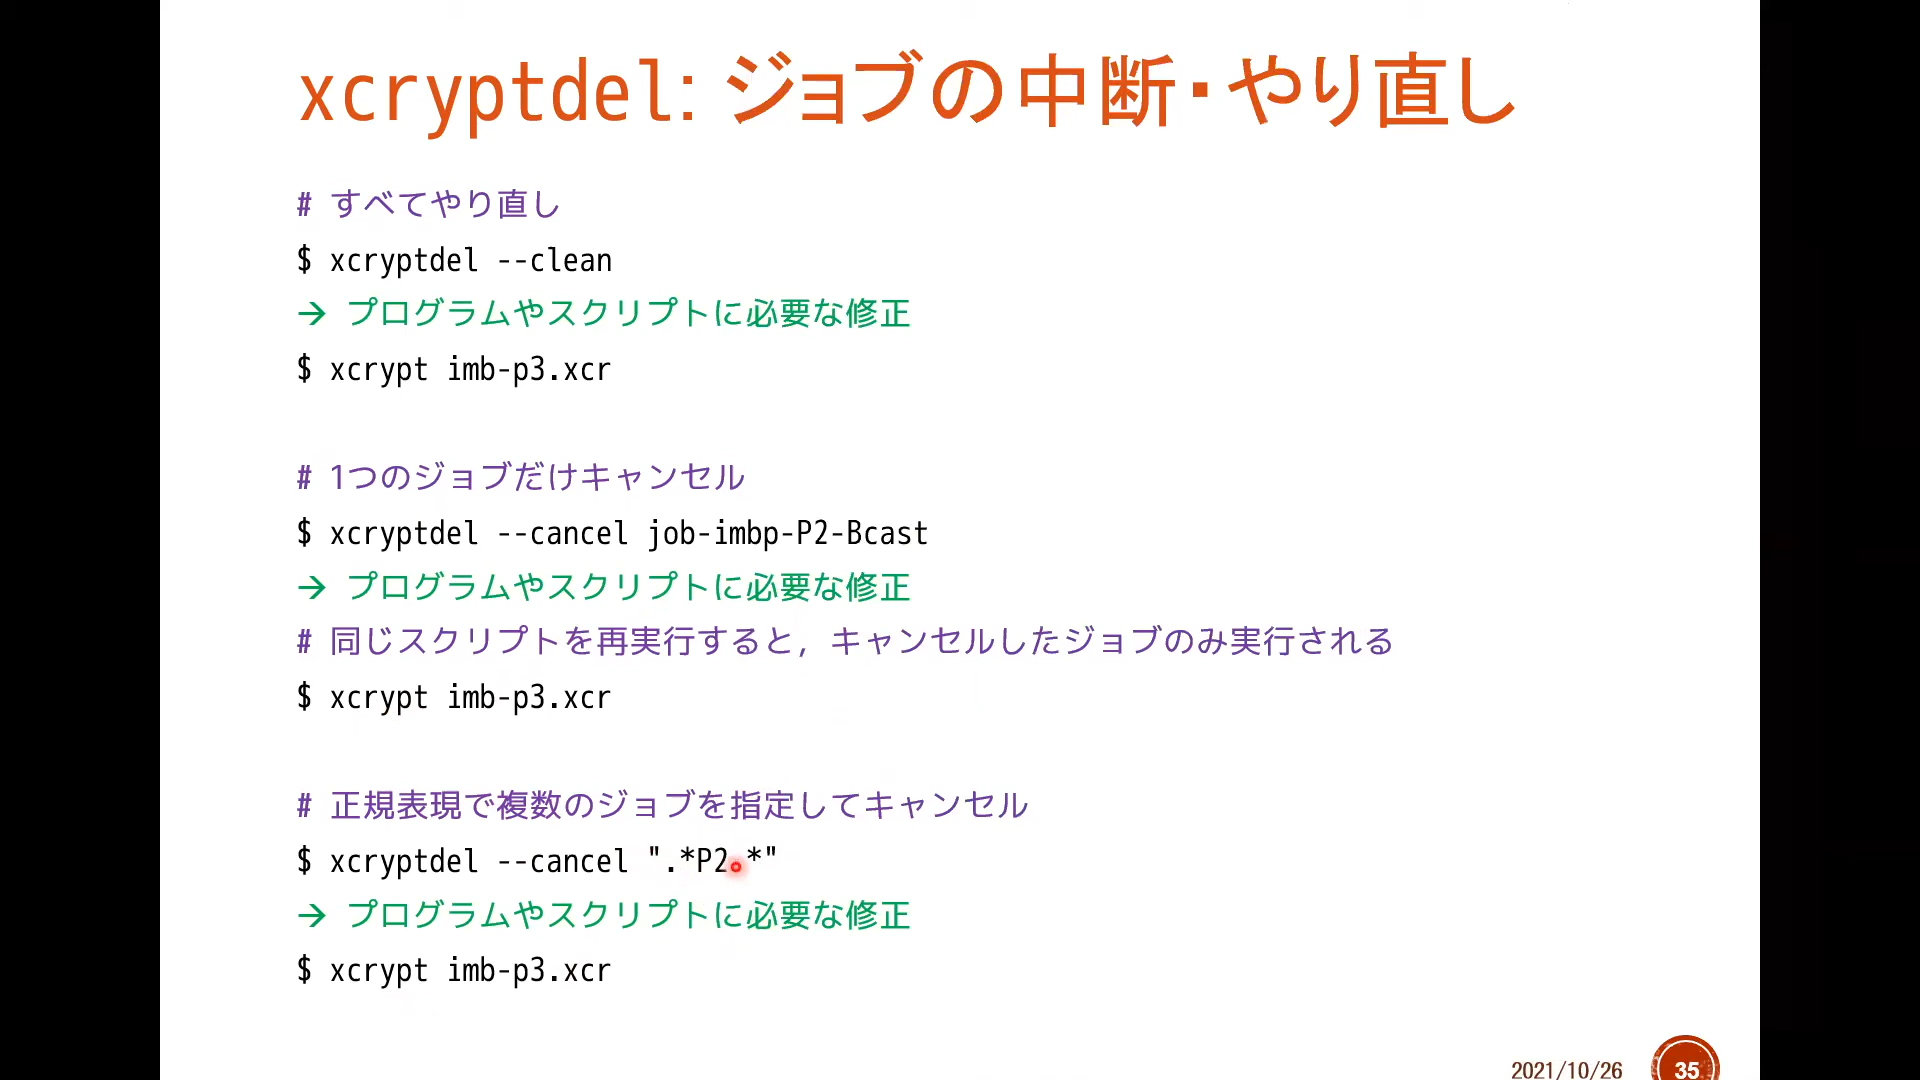 xcryptdel: ジョブの中断・やり直し
# すべてやり直し
$ xcryptdel --clean
→ プログラムやスクリプトに必要な修正
$ xcrypt imb-p3.xcr
# 1つのジョブだけキャンセル
$ xcryptdel --cancel job-imbp-P2-Bcast
→ プログラムやスクリプトに必要な修正
# 同じスクリプトを再実行すると，キャンセルしたジョブのみ実行される
$ xcrypt imb-p3.xcr
# 正規表現で複数のジョブを指定してキャンセル
$ xcryptdel --cancel ".*P2.*"
→ プログラムやスクリプトに必要な修正
$ xcrypt imb-p3.xcr
2021/10/26
35